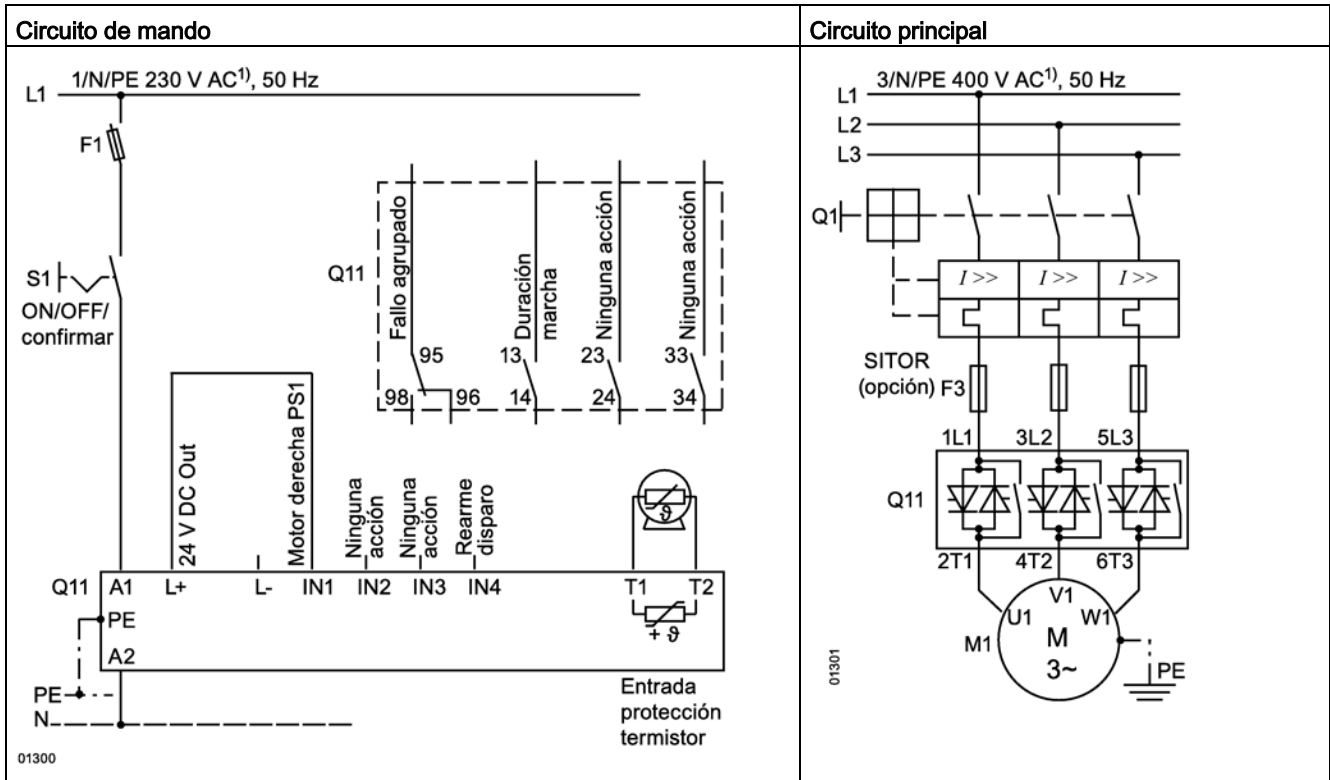 Circuito de mando
1/N/PE 230 V AC1), 50 Hz
L1
F1
S1
ON/OFF/
confirmar
Q11
Fallo agrupado
Duración
marcha
Ninguna acción
Ninguna acción
95
13
23
33
98
96
14
24
34
24 V DC Out
Motor derecha PS1
Ninguna
acción
Ninguna
acción
Rearme
disparo
ϑ
Q11
A1
L+
L-
IN1
IN2
IN3
IN4
T1
T2
PE
+ ϑ
A2
PE
N
Entrada
protección
termistor
01300
Circuito principal
3/N/PE 400 V AC1), 50 Hz
L1
L2
L3
Q1
I >>
I >>
I >>
SITOR
(opción) F3
1L1
3L2
5L3
Q11
2T1
4T2
6T3
V1
U1
W1
M1
M
3~
PE
01301